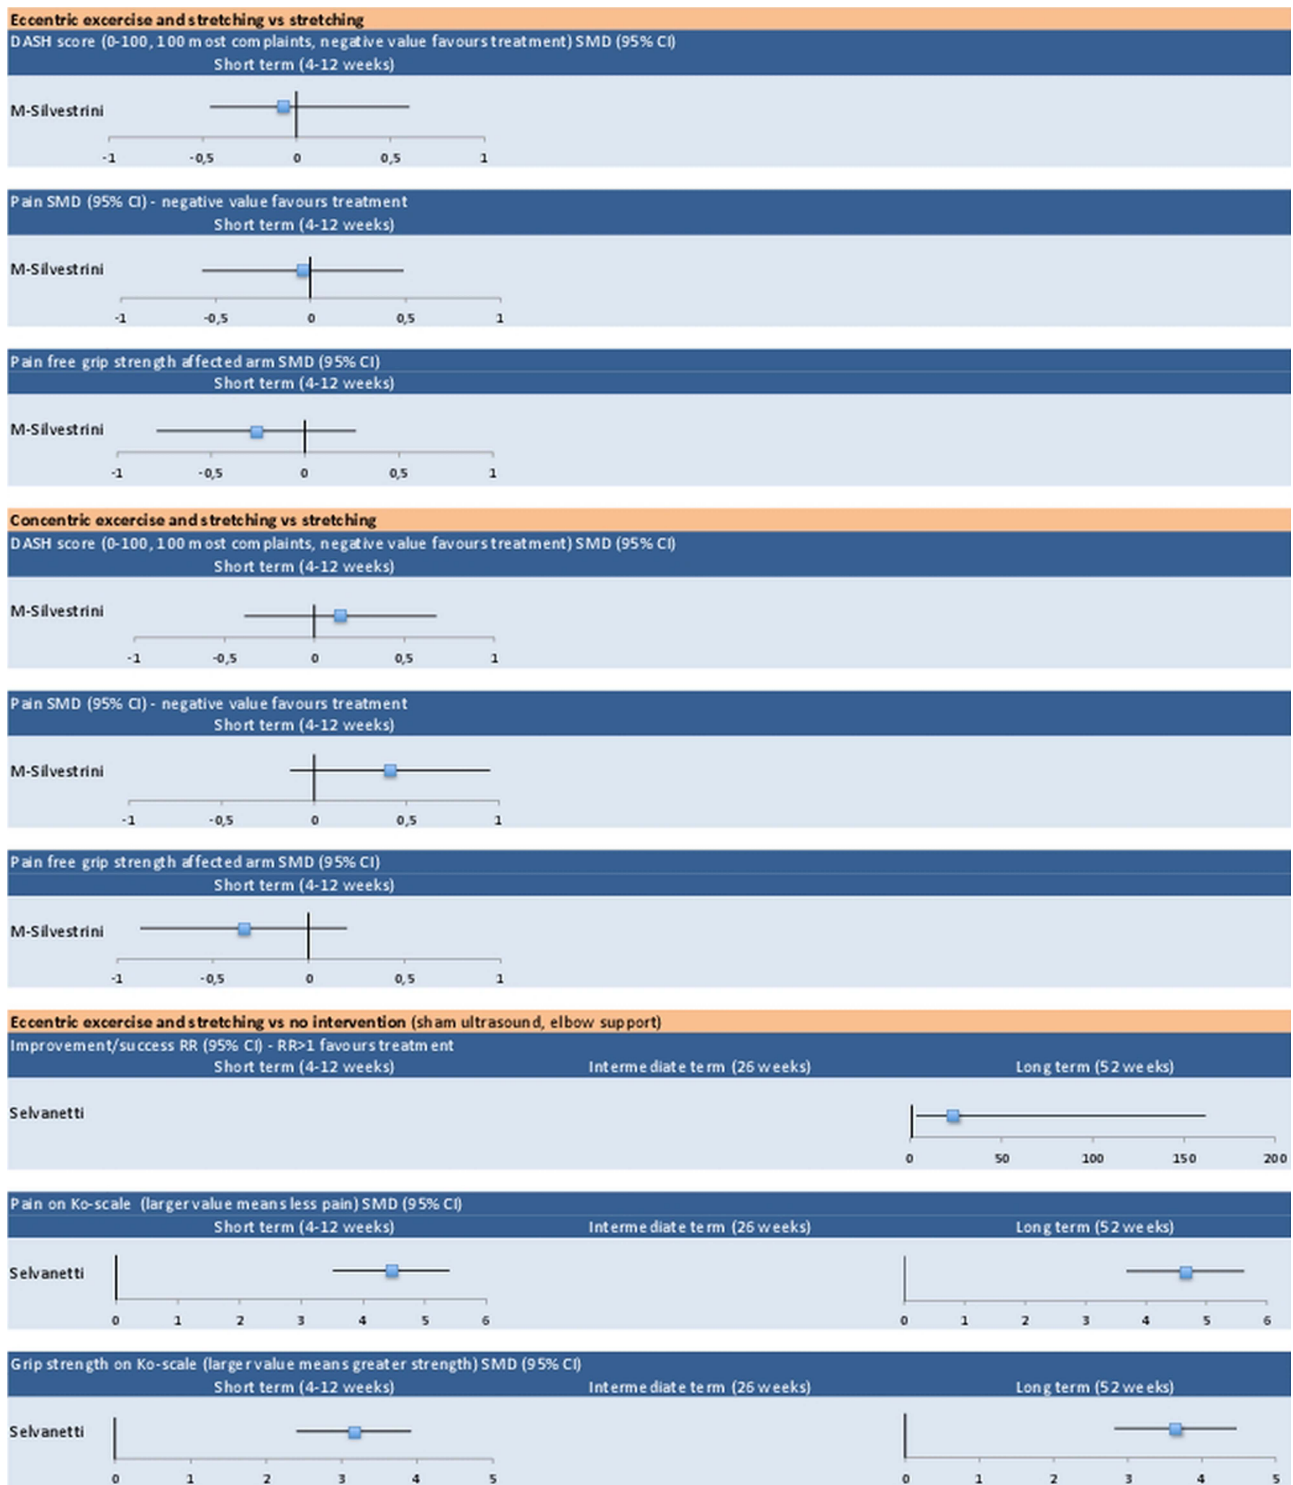 Eccentric excercise and stretching vs stretching
DASH score (0-100, 100 most complaints, negative value favours treatment) SMD (95% CI)
Short term (4-12 weeks)
M-Silvestrini
-1 -0,5 0 0,5 1
Pain SMD (95% CI) - negative value favours treatment
Short term (4-12 weeks)
M-Silvestrini
-1 -0,5 0 0,5 1
Pain free grip strength affected arm SMD (95% CI)
Short term (4-12 weeks)
M-Silvestrini
-1 -0,5 0 0,5 1
Concentric excercise and stretching vs stretching
DASH score (0-100, 100 most complaints, negative value favours treatment) SMD (95% CI)
Short term (4-12 weeks)
M-Silvestrini
-1 -0,5 0 0,5 1
Pain SMD (95% CI) - negative value favours treatment
Short term (4-12 weeks)
M-Silvestrini
-1 -0,5 0 0,5 1
Pain free grip strength affected arm SMD (95% CI)
Short term (4-12 weeks)
M-Silvestrini
-1 -0,5 0 0,5 1
Eccentric excercise and stretching vs no intervention (sham ultrasound, elbow support)
Improvement/success RR (95% CI) - RR>1 favours treatment
Short term (4-12 weeks) Intermediate term (26 weeks) Long term (52 weeks)
Selvanetti
0 50 100 150 200
Pain on Ko-scale (larger value means less pain) SMD (95% CI)
Short term (4-12 weeks) Intermediate term (26 weeks) Long term (52 weeks)
Selvanetti
0 1 2 3 4 5 6 0 1 2 3 4 5 6
Grip strength on Ko-scale (larger value means greater strength) SMD (95% CI)
Short term (4-12 weeks) Intermediate term (26 weeks) Long term (52 weeks)
Selvanetti
0 1 2 3 4 5 0 1 2 3 4 5